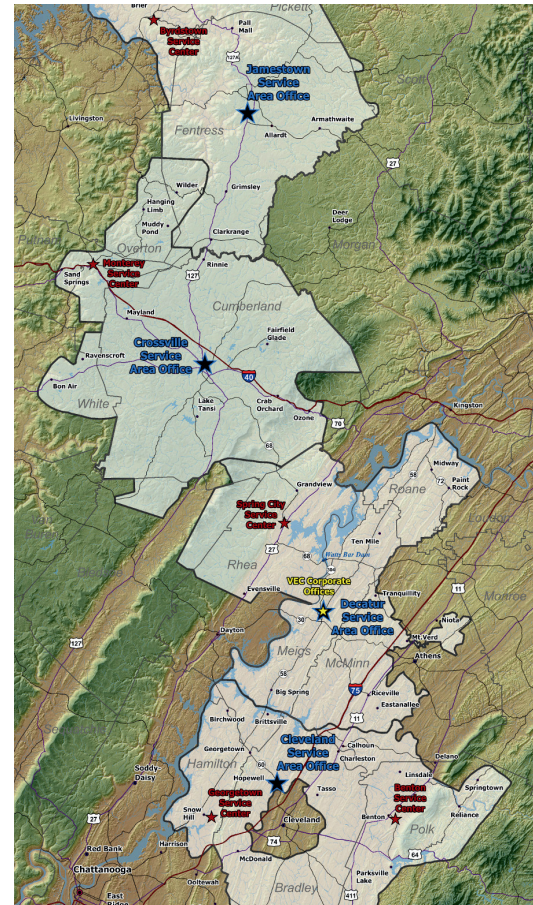 Pickett
Brier
Byrdstown
Service
Center
Pall
Mall
127A
Jamestown
Service
Area Office
Livingston
Fentress
Armathwaite
Allardt
27
Wilder
Grimsley
Hanging
Limb
Muddy
Pond
Deer
Lodge
Morgan
Clarkrange
Overton
Putnam
Monterey
Service
Center
Sand
Springs
Rinnie
127
Cumberland
Mayland
Fairfield
Glade
Crossville
Service
Area Office
Ravenscroft
40
Bon Air
White
Lake
Tansi
Crab
Orchard
Ozone
Kingston
70
68
Midway
58
72
Paint
Rock
Grandview
Roane
Loudon
Spring City
Service
Center
Ten Mile
27
68
Watts Bar Dam
Rhea
304
VEC Corporate
Offices
Evensville
11
Monroe
Tranquillity
Decatur
Service
Area Office
30
Niota
Dayton
Mt.Verd
127
Athens
Meigs
McMinn
58
75
Big Spring
Riceville
Eastanallee
11
Birchwood
Brittsville
Cleveland
Service
Area Office
Georgetown
Calhoun
Charleston
Delano
Hamilton
60
Hopewell
Soddy-
Daisy
Linsdale
Springtown
Georgetown
Service
Center
Tasso
Benton
Service
Center
Snow
Hill
Benton
Reliance
27
Cleveland
Polk
Red Bank
Harrison
74
64
McDonald
Chattanooga
Ooltewah
Parksville
Lake
East
Ridge
Bradley
411